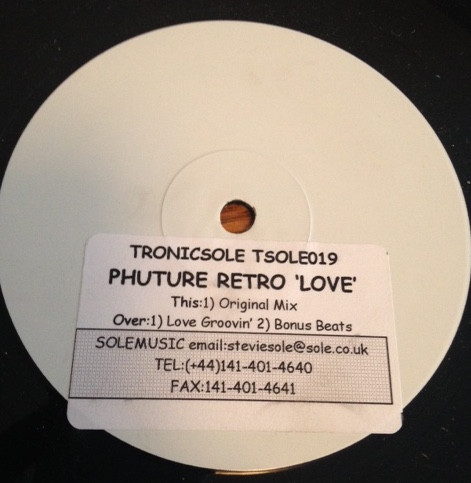 TRONICSOLE TSOLE019
PHUTURE RETRO 'LOVE'
This:1) Original Mix
Over:1) Love Groovin' 2) Bonus Beats
SOLEMUSIC email:steviesole@sole.co.uk
TEL:(+44)141-401-4640
FAX:141-401-4641